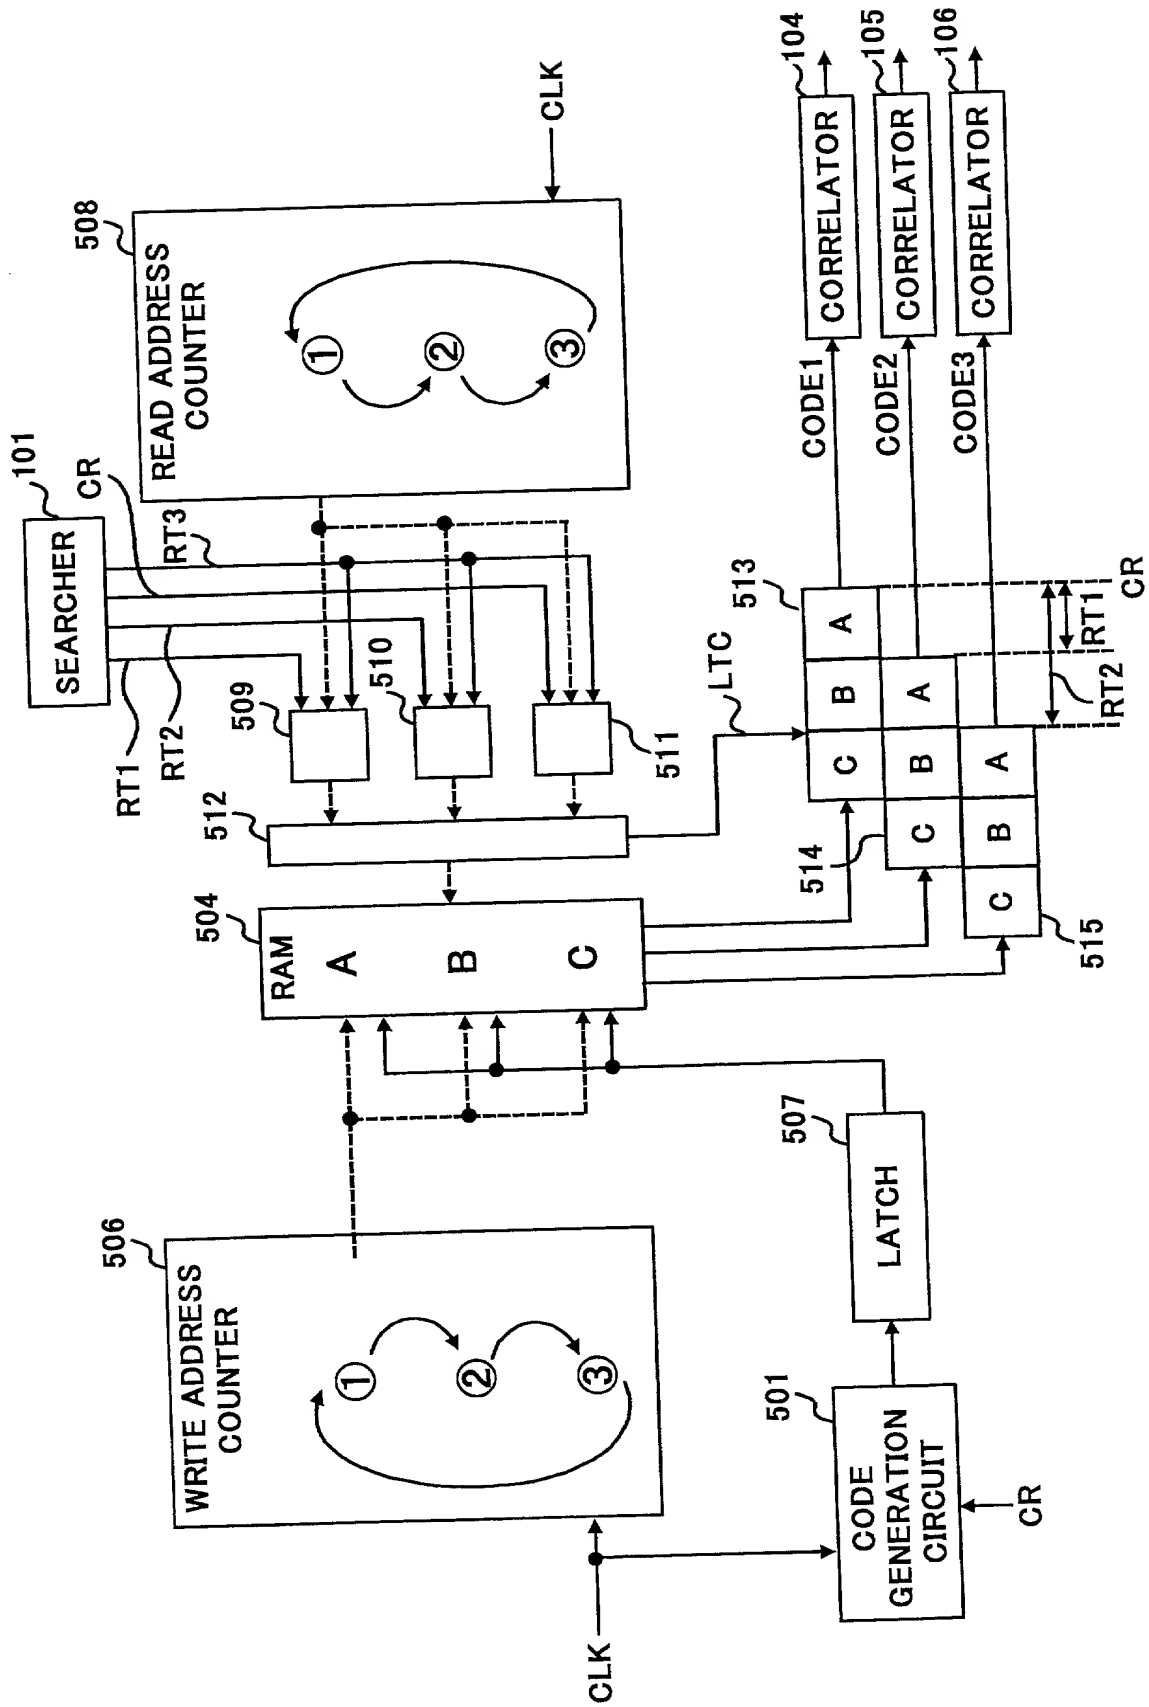 SEARCHER
101
CR
RT3
RT1
RT2
508
READ ADDRESS
COUNTER
①
②
③
CLK
509
510
511
512
504
RAM
A
B
C
LTC
506
WRITE ADDRESS
COUNTER
①
②
③
CLK
501
CODE
GENERATION
CIRCUIT
CR
507
LATCH
513
C
B
A
514
C
B
A
515
C
B
A
RT2
RT1
CR
CODE1
CORRELATOR
104
CODE2
CORRELATOR
105
CODE3
CORRELATOR
106